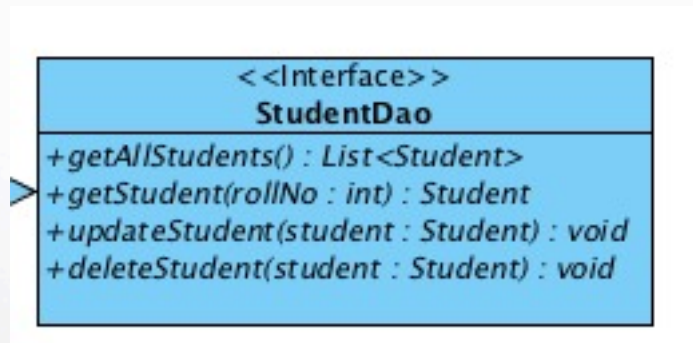 <<Interface>>
StudentDao
+getAllStudents() : List<Student>
+getStudent(rollNo : int) : Student
+updateStudent(student : Student) : void
+deleteStudent(student : Student) : void